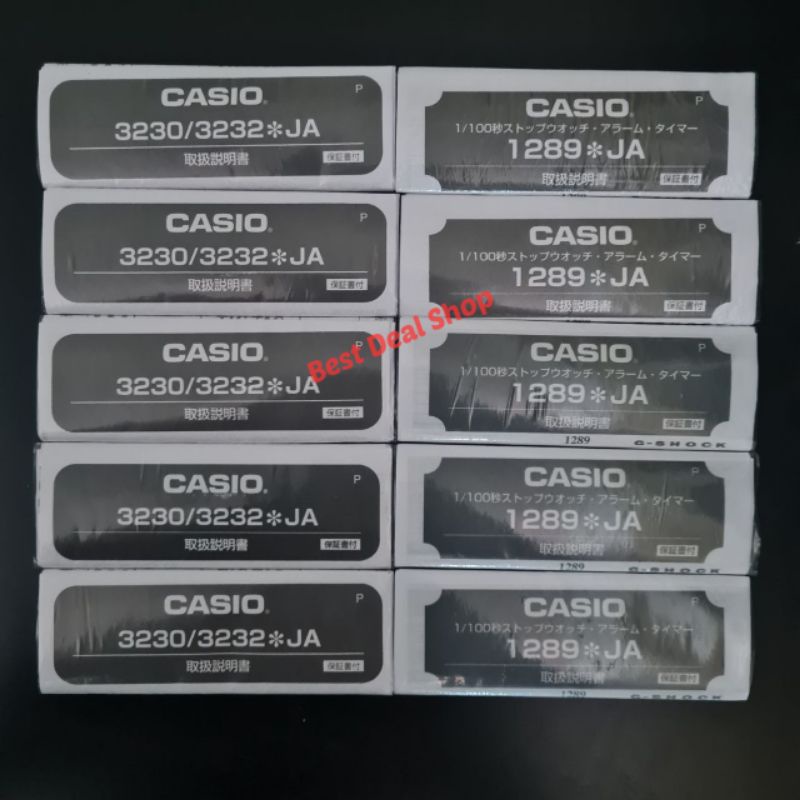 CASIO®
P
3230/3232✻JA
取扱説明書
保証書付
CASIO®
P
3230/3232✻JA
取扱説明書
保証書付
CASIO®
P
3230/3232✻JA
取扱説明書
保証書付
CASIO®
P
3230/3232✻JA
取扱説明書
保証書付
CASIO®
P
3230/3232✻JA
取扱説明書
保証書付
CASIO®
P
1/100秒ストップウオッチ・アラーム・タイマー
1289✻JA
取扱説明書
保証書付
CASIO®
P
1/100秒ストップウオッチ・アラーム・タイマー
1289✻JA
取扱説明書
保証書付
CASIO®
P
1/100秒ストップウオッチ・アラーム・タイマー
1289✻JA
取扱説明書
保証書付
1289 G-SHOCK
CASIO®
P
1/100秒ストップウオッチ・アラーム・タイマー
1289✻JA
取扱説明書
保証書付
1289 G-SHOCK
CASIO®
P
1/100秒ストップウオッチ・アラーム・タイマー
1289✻JA
取扱説明書
保証書付
1289 G-SHOCK
Best Deal Shop